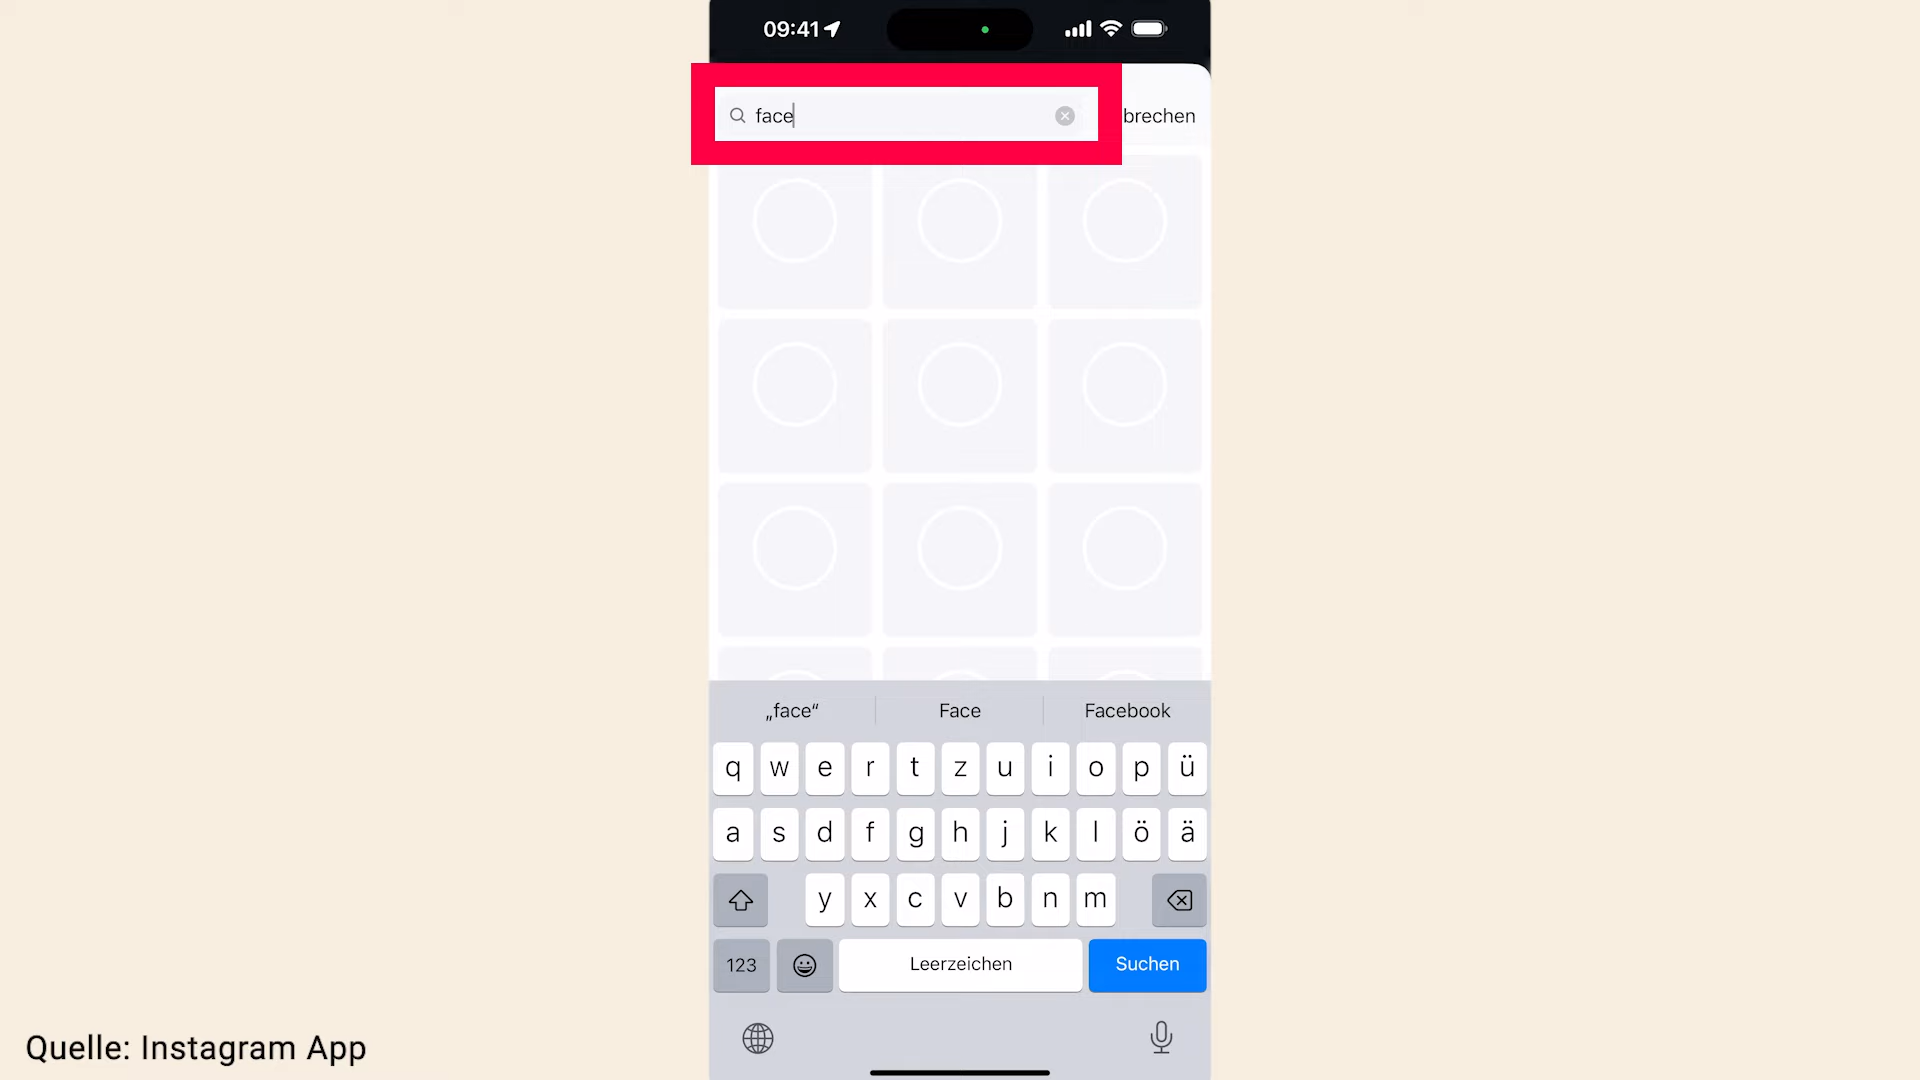 09:41
face
brechen
„face“ Face Facebook
q w e r t z u i o p ü
a s d f g h j k l ö ä
y x c v b n m
123 Leerzeichen Suchen
Quelle: Instagram App